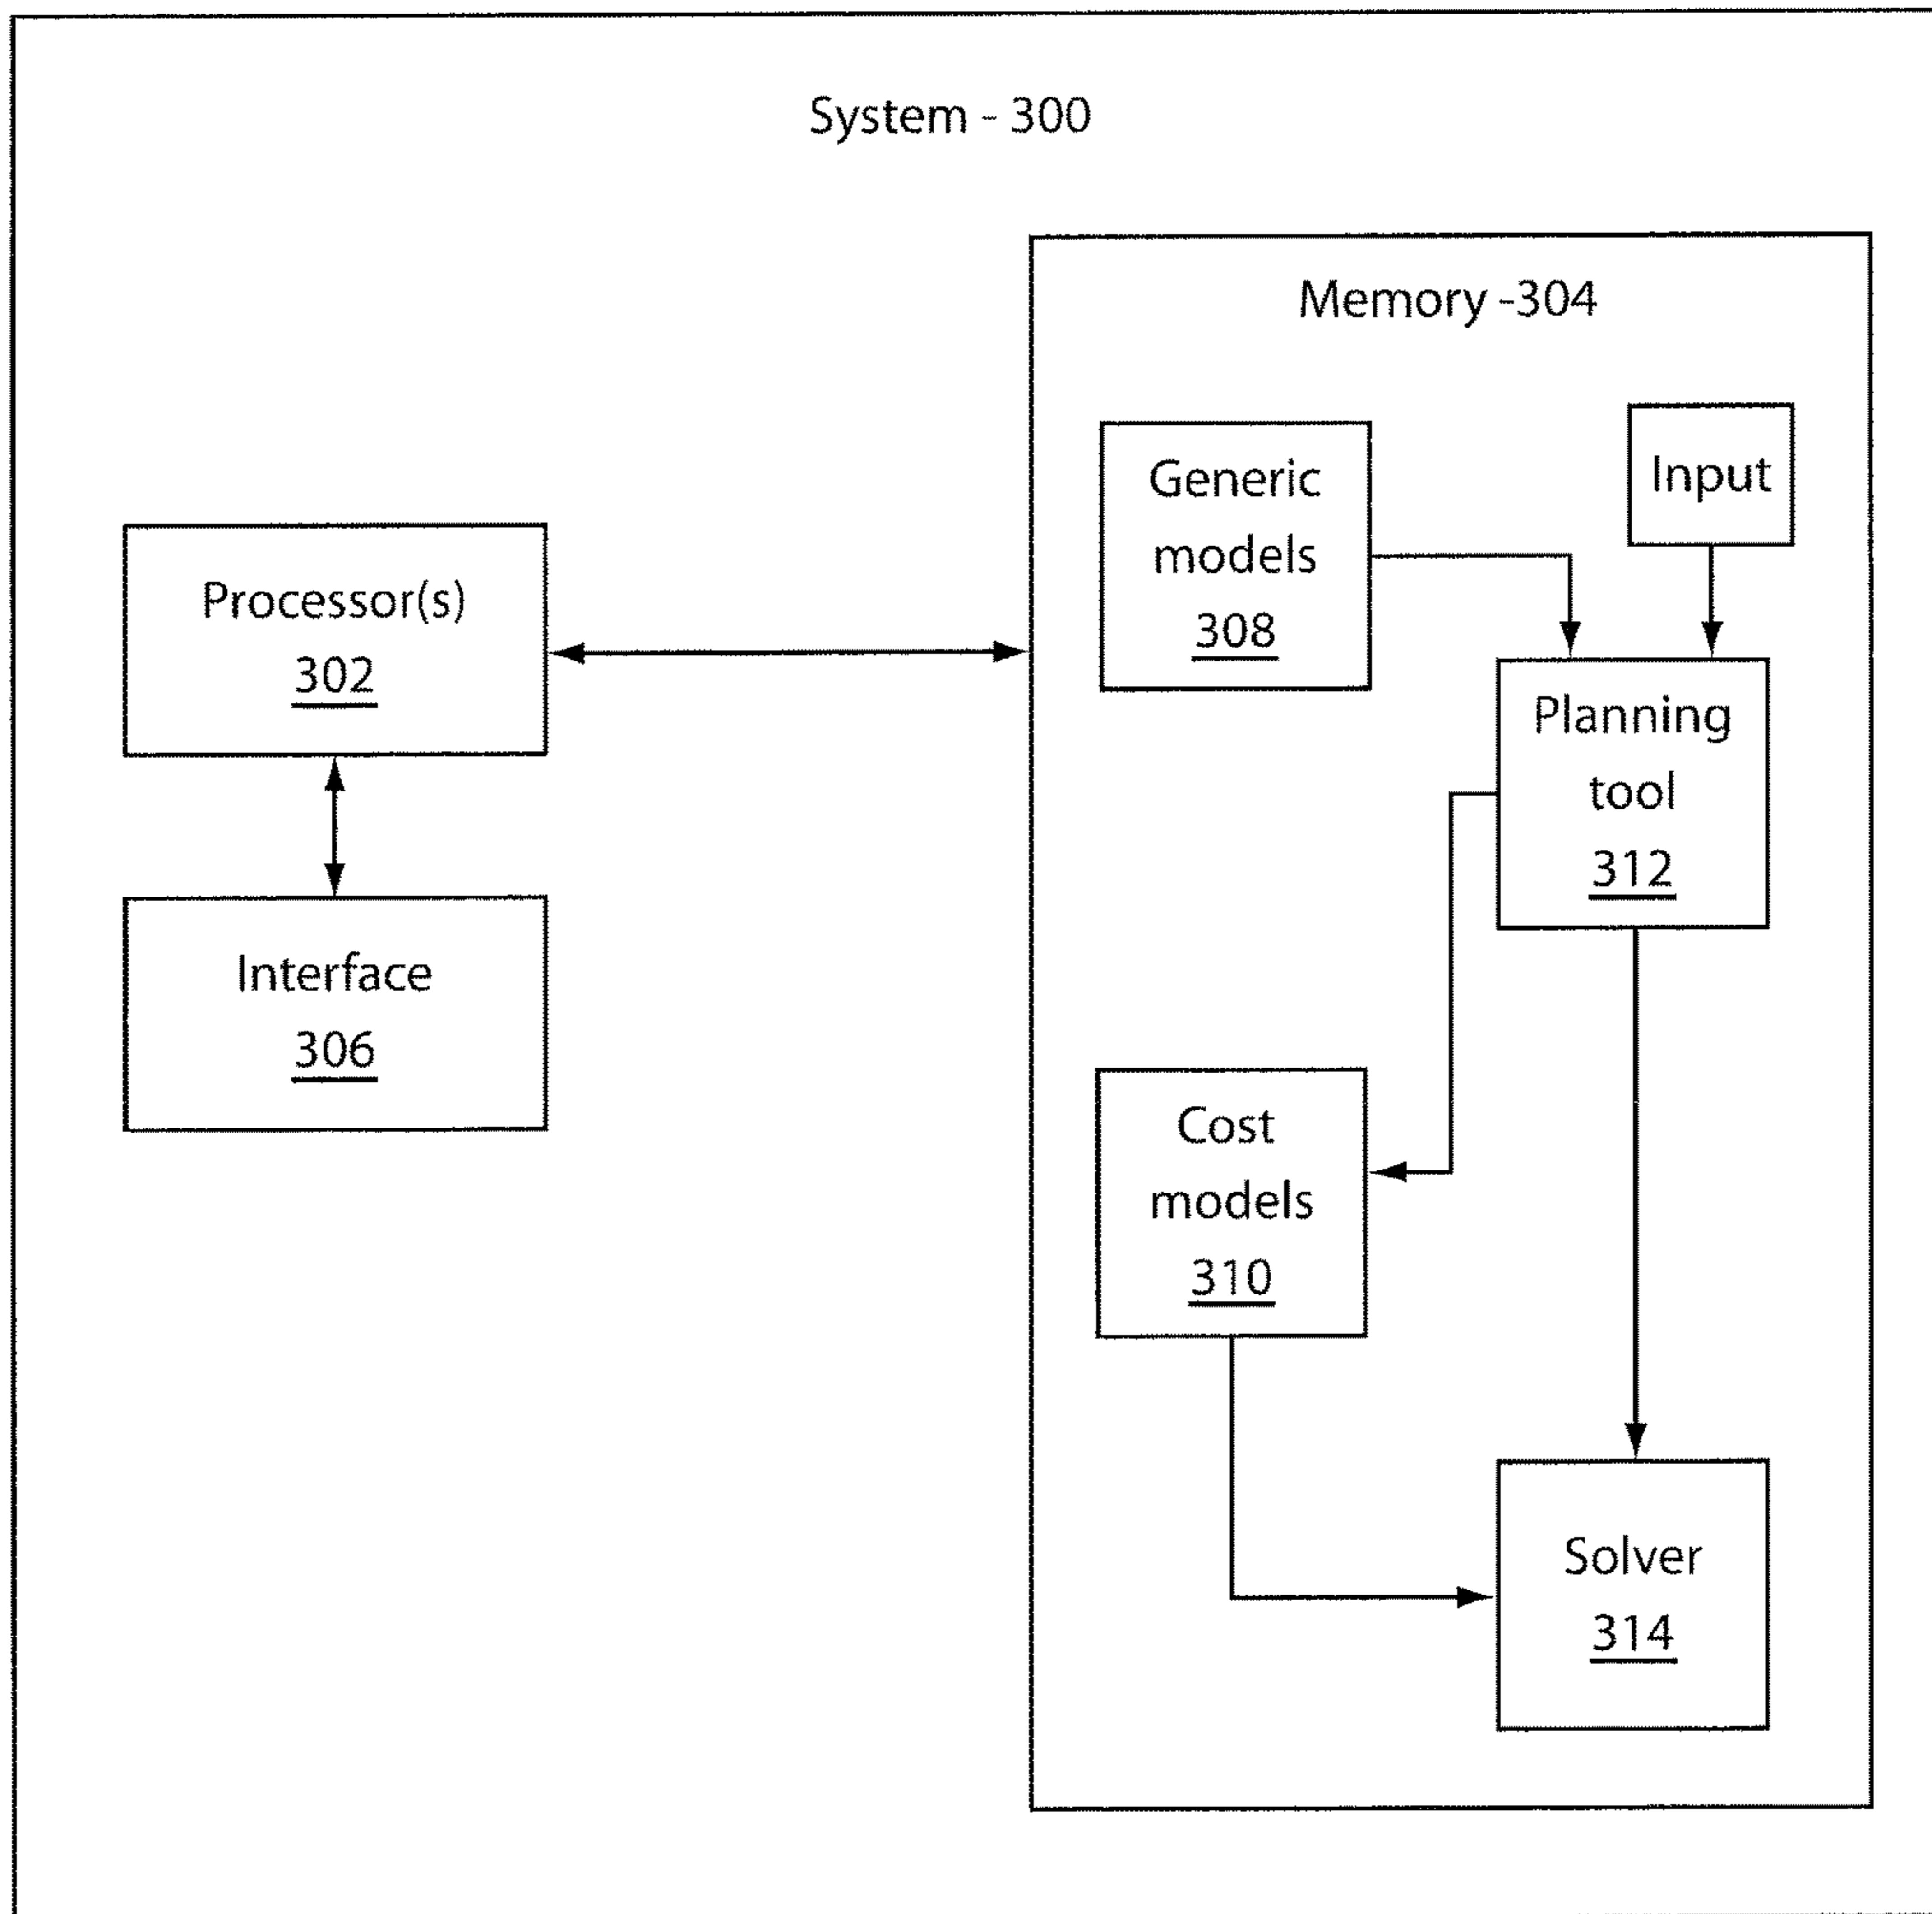 System - 300
Memory -304
Generic
models
308
Input
Processor(s)
302
Planning
tool
312
Interface
306
Cost
models
310
Solver
314